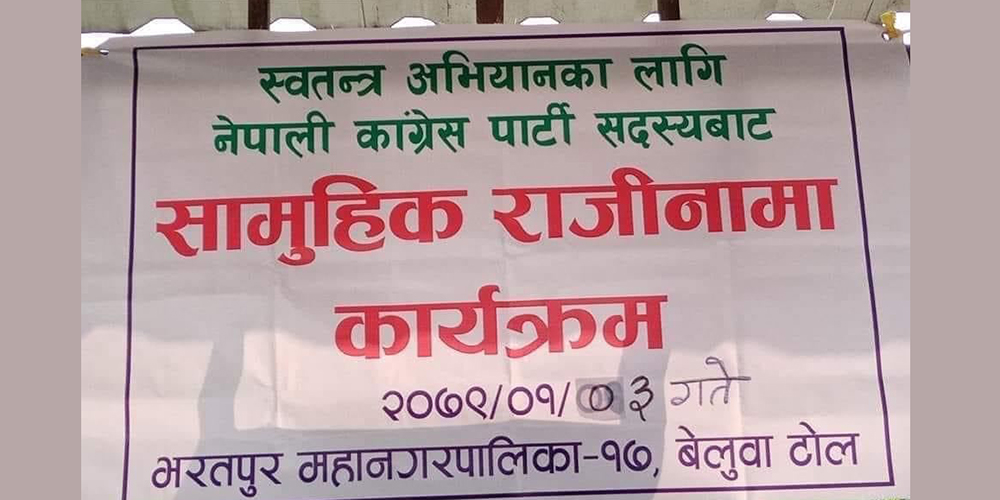 स्वतन्त्र अभियानका लागि
नेपाली कांग्रेस पार्टी सदस्यबाट
सामुहिक राजीनामा
कार्यक्रम
२०७९/०१/०३ गते
भरतपुर महानगरपालिका-१७, बेलुवा टोल